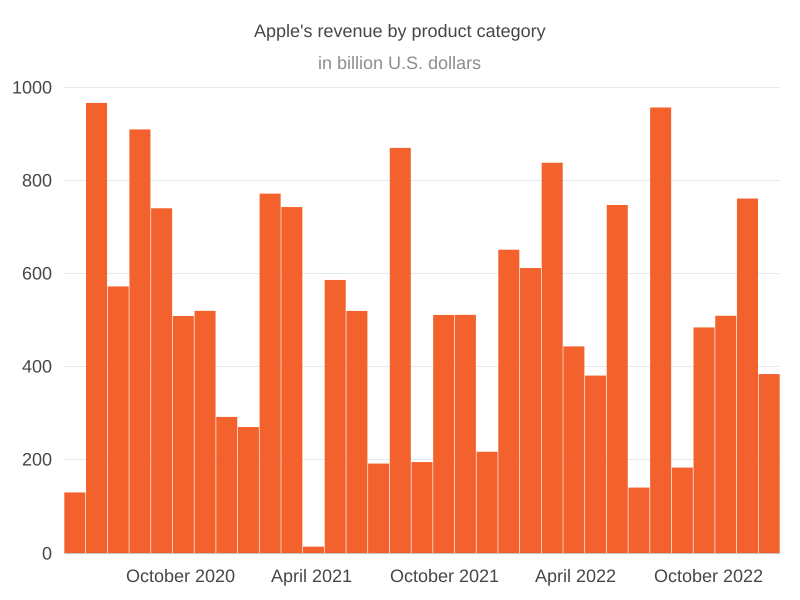 Apple's revenue by product category
in billion U.S. dollars
1000
800
600
400
200
0
October 2020 April 2021 October 2021 April 2022 October 2022